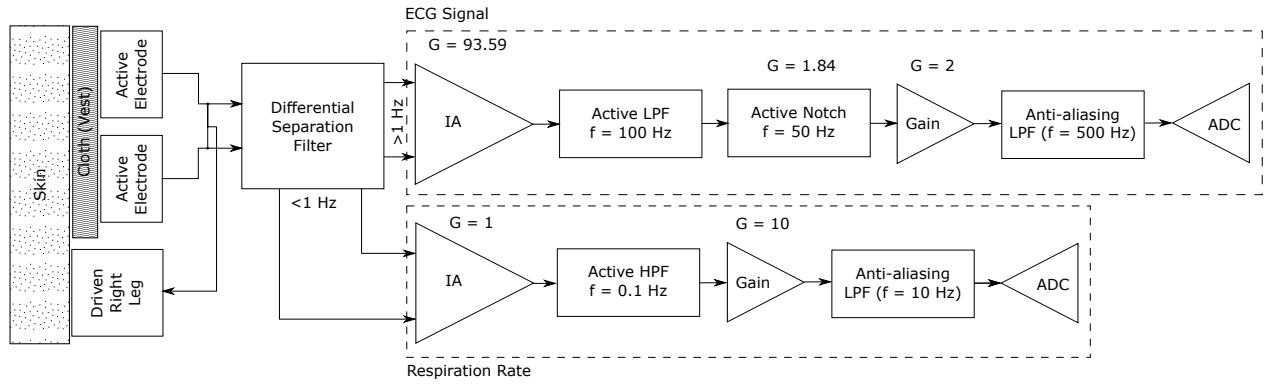 Skin
Cloth (Vest)
Active
Electrode
Active
Electrode
Driven
Right
Leg
Differential
Separation
Filter
>1 Hz
<1 Hz
ECG Signal
G = 93.59
IA
Active LPF
f = 100 Hz
G = 1.84
Active Notch
f = 50 Hz
G = 2
Gain
Anti-aliasing
LPF (f = 500 Hz)
ADC
G = 1
IA
Active HPF
f = 0.1 Hz
G = 10
Gain
Anti-aliasing
LPF (f = 10 Hz)
ADC
Respiration Rate